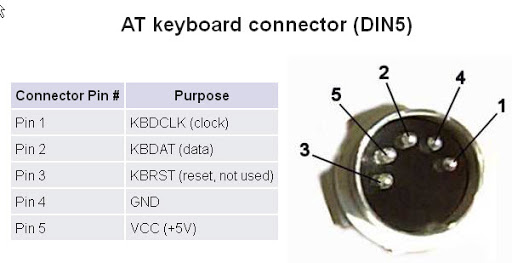 AT keyboard connector (DIN5)
Connector Pin # Purpose
Pin 1 KBDCLK (clock)
Pin 2 KBDAT (data)
Pin 3 KBRST (reset, not used)
Pin 4 GND
Pin 5 VCC (+5V)
2
4
5
1
3